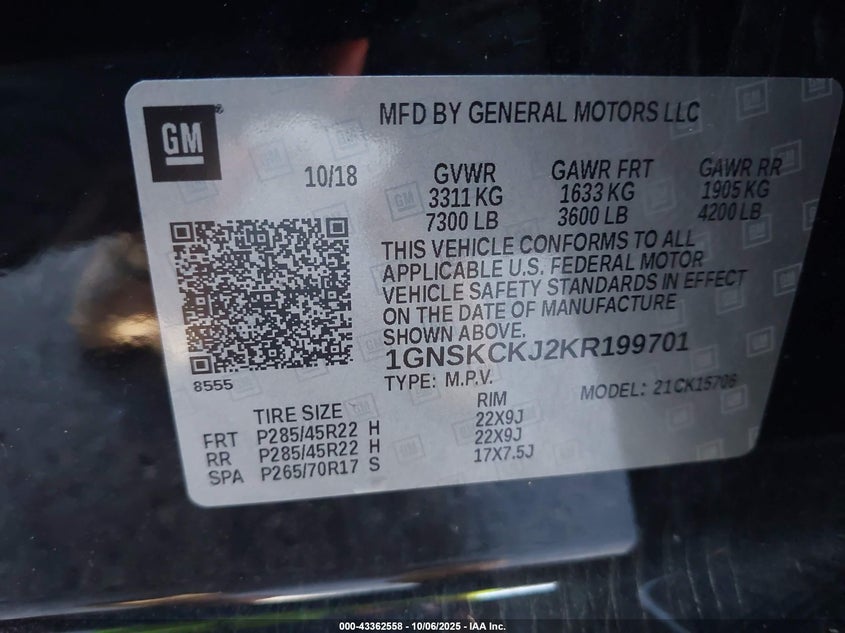 MFD BY GENERAL MOTORS LLC
GM
10/18
GVWR GAWR FRT GAWR RR
3311 KG 1633 KG 1905 KG
7300 LB 3600 LB 4200 LB
THIS VEHICLE CONFORMS TO ALL
APPLICABLE U.S. FEDERAL MOTOR
VEHICLE SAFETY STANDARDS IN EFFECT
ON THE DATE OF MANUFACTURE
SHOWN ABOVE.
1GNSKCKJ2KR199701
8555
TYPE: M.P.V. MODEL: 21CK15706
TIRE SIZE RIM
FRT P285/45R22 H 22X9J
RR P285/45R22 H 22X9J
SPA P265/70R17 S 17X7.5J
000-43362558 - 10/06/2025 - IAA Inc.